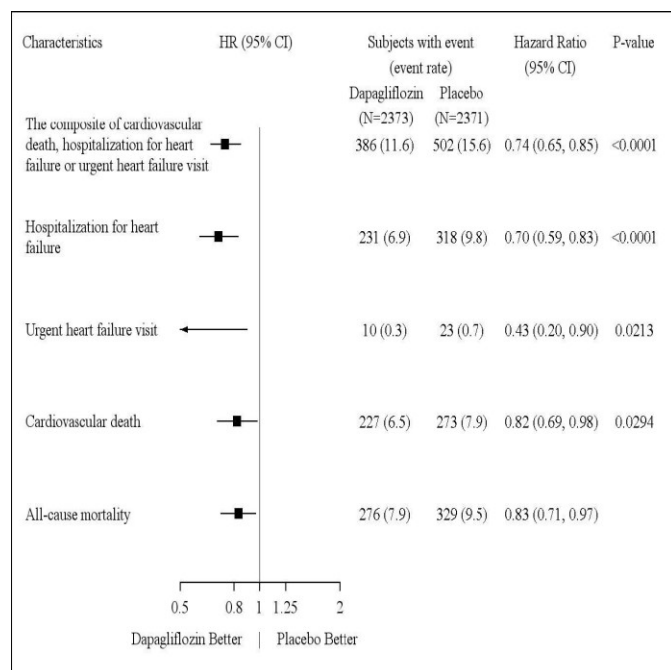 Characteristics HR (95% CI) Subjects with event Hazard Ratio P-value
(event rate) (95% CI)
Dapagliflozin Placebo
(N=2373) (N=2371)
The composite of cardiovascular
death, hospitalization for heart 386 (11.6) 502 (15.6) 0.74 (0.65, 0.85) <0.0001
failure or urgent heart failure visit
Hospitalization for heart
failure 231 (6.9) 318 (9.8) 0.70 (0.59, 0.83) <0.0001
Urgent heart failure visit 10 (0.3) 23 (0.7) 0.43 (0.20, 0.90) 0.0213
Cardiovascular death 227 (6.5) 273 (7.9) 0.82 (0.69, 0.98) 0.0294
All-cause mortality 276 (7.9) 329 (9.5) 0.83 (0.71, 0.97)
0.5 0.8 1 1.25 2
Dapagliflozin Better Placebo Better